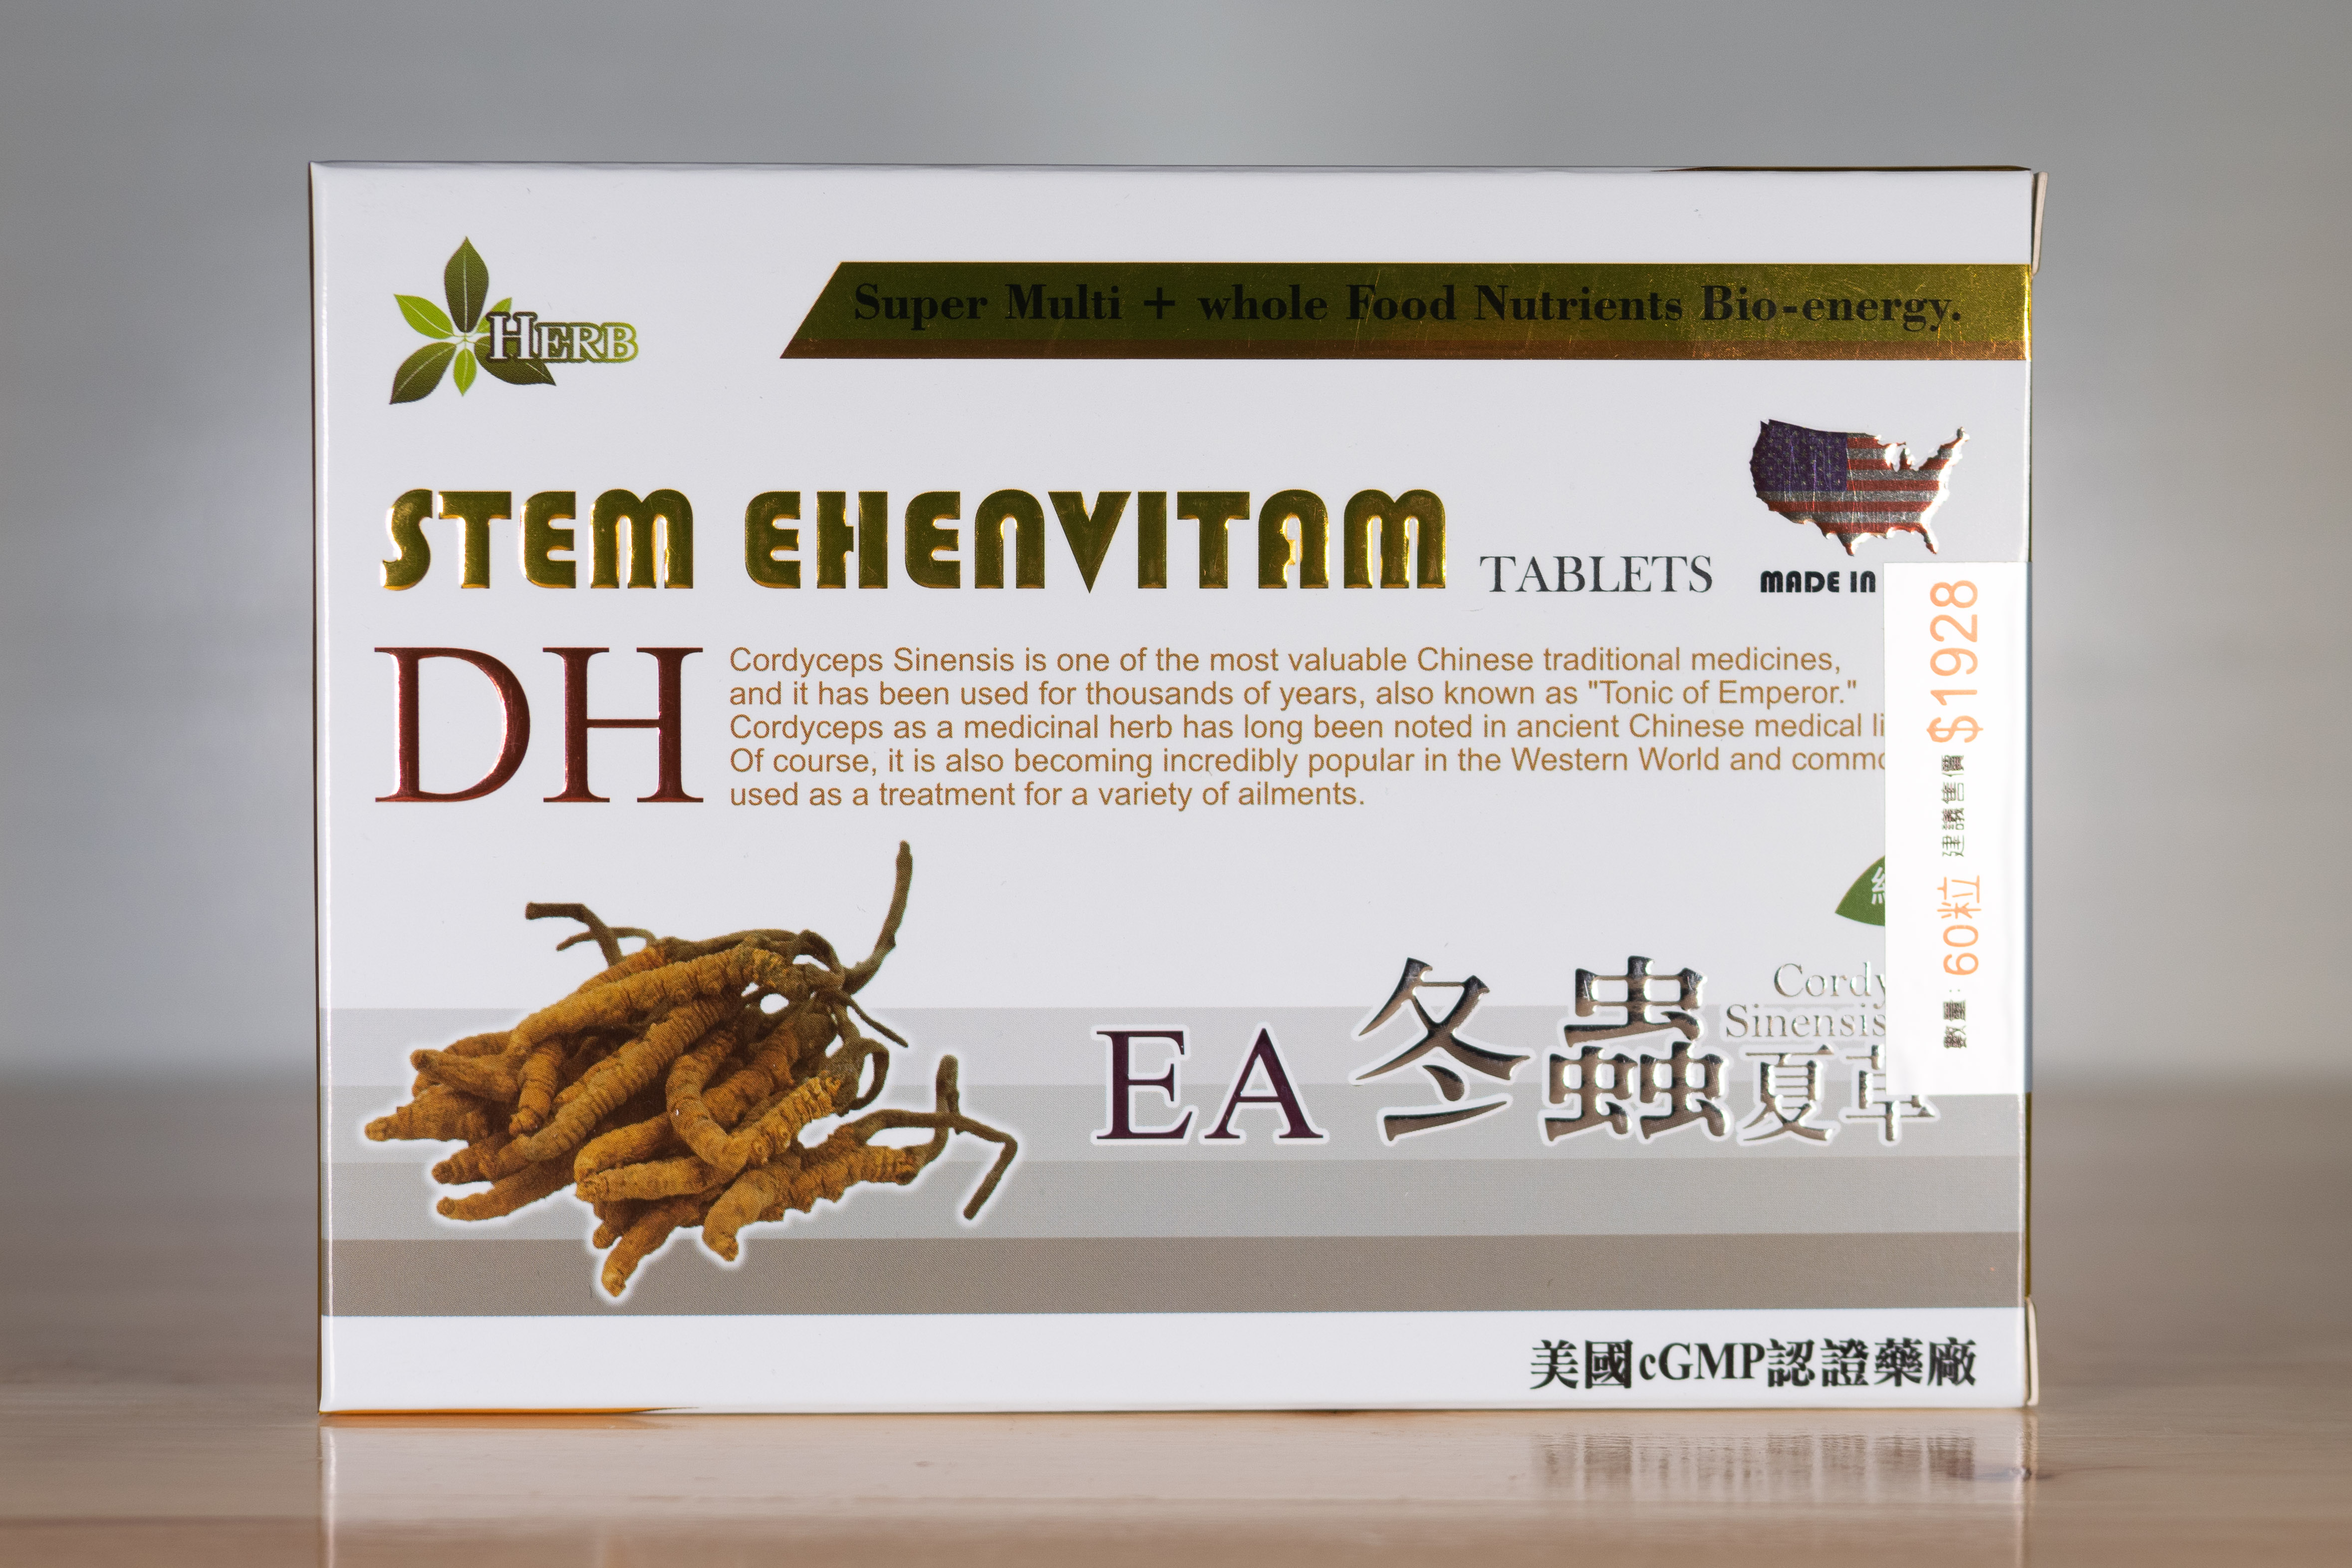 HERB
Super Multi + whole Food Nutrients Bio-energy.
STEM EHENVITAM TABLETS
MADE IN
DH
Cordyceps Sinensis is one of the most valuable Chinese traditional medicines,
and it has been used for thousands of years, also known as "Tonic of Emperor."
Cordyceps as a medicinal herb has long been noted in ancient Chinese medical
Of course, it is also becoming incredibly popular in the Western World and
used as a treatment for a variety of ailments.
數量:60粒 建議售價$1928
Sinensis
EA 冬蟲夏草
美國cGMP認證藥廠